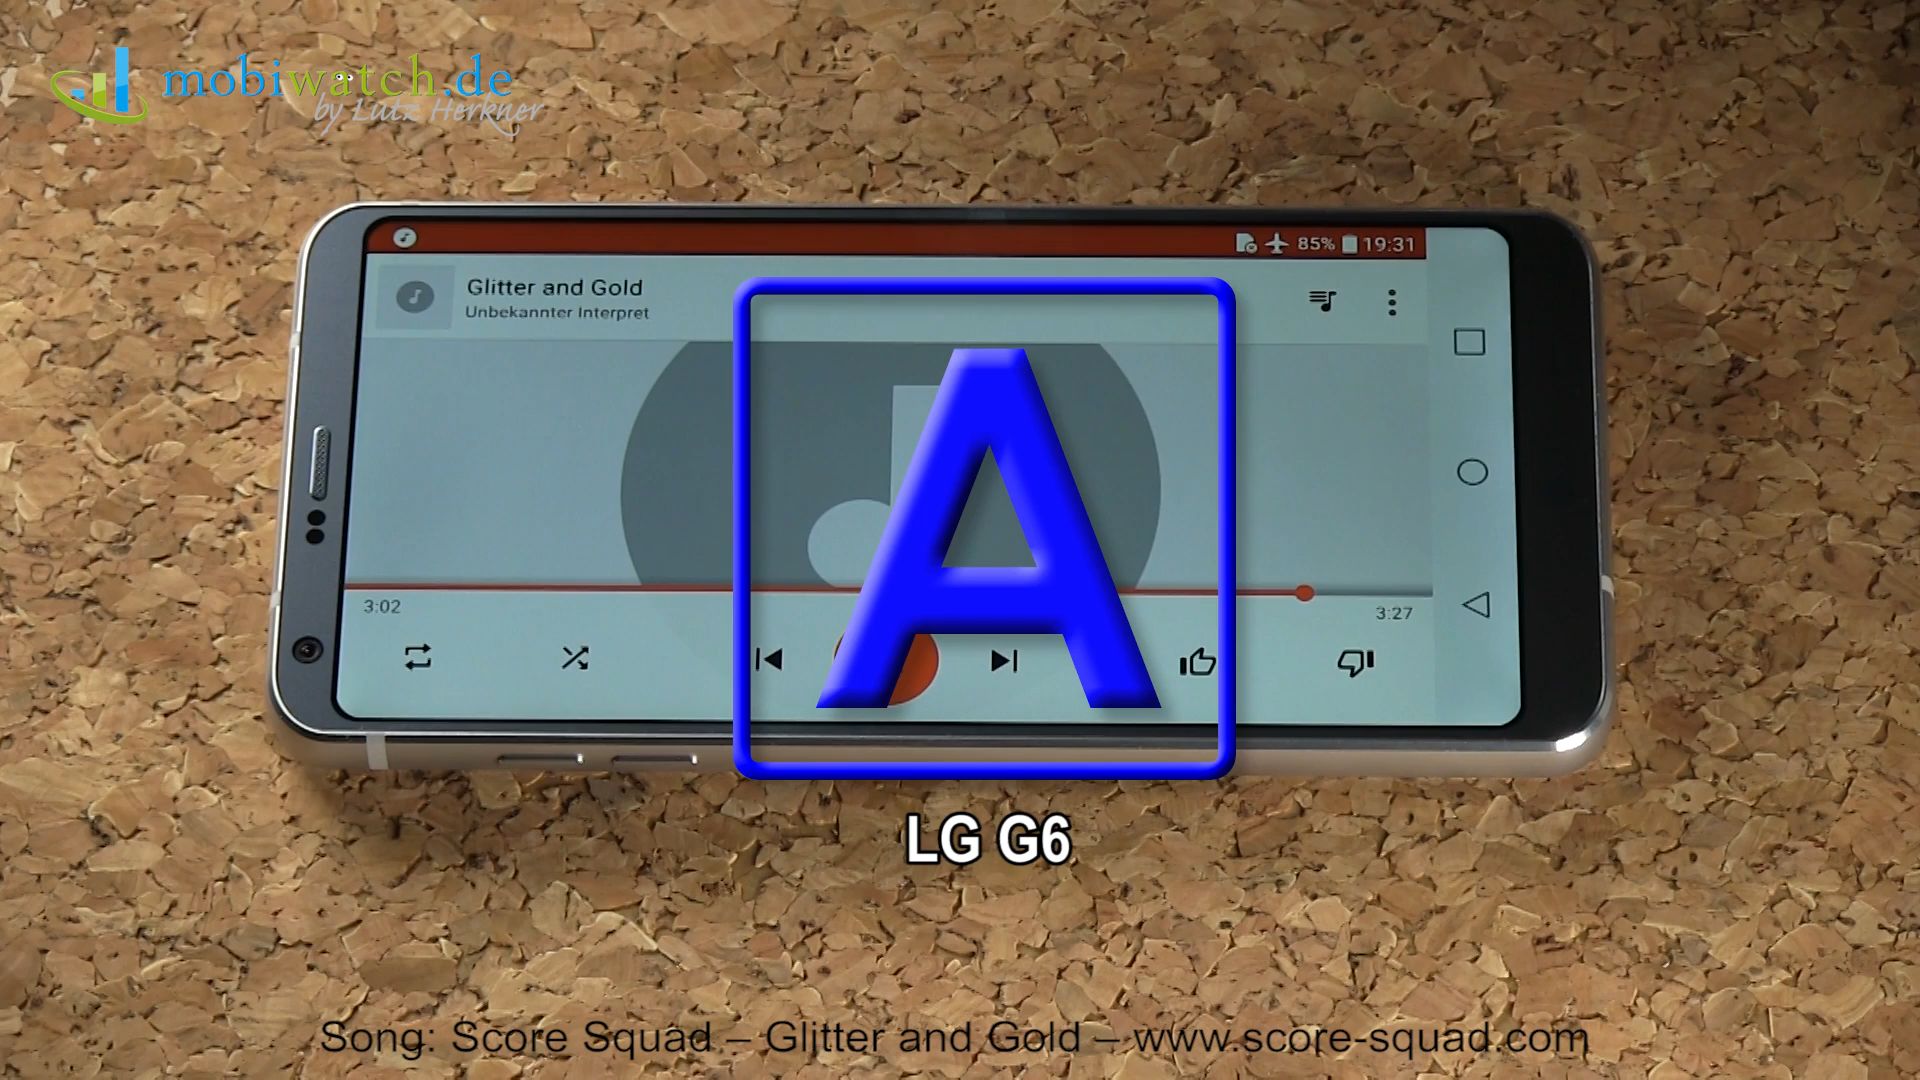 mobiwatch.de
by Lutz Herkner
85% 19:31
Glitter and Gold
Unbekannter Interpret
A
3:02
3:27
LG G6
Song: Score Squad – Glitter and Gold – www.score-squad.com